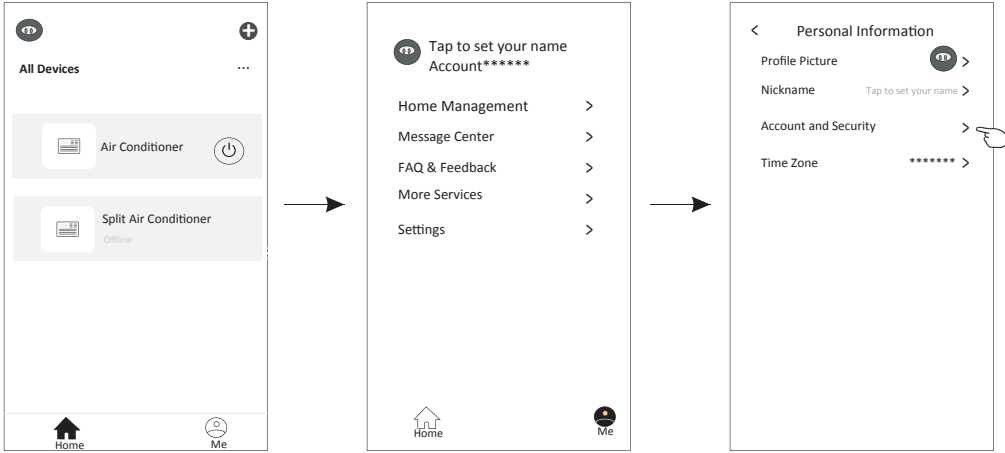 All Devices
...
Air Conditioner
Split Air Conditioner
Offline
Home
Me
Tap to set your name
Account******
Home Management >
Message Center >
FAQ & Feedback >
More Services >
Settings >
Home
Me
< Personal Information
Profile Picture >
Nickname Tap to set your name >
Account and Security >
Time Zone ******* >